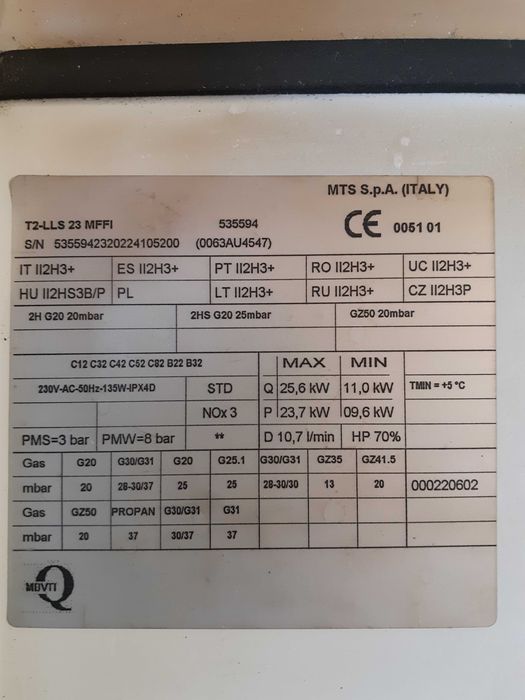 MTS S.p.A. (ITALY)
T2-LLS 23 MFFI 535594
CE 0051 01
S/N 5355942320224105200 (0063AU4547)
IT II2H3+ ES II2H3+ PT II2H3+ RO II2H3+ UC II2H3+
HU II2HS3B/P PL LT II2H3+ RU II2H3+ CZ II2H3P
2H G20 20mbar 2HS G20 25mbar GZ50 20mbar
C12 C32 C42 C52 C82 B22 B32 MAX MIN
230V-AC-50Hz-135W-IPX4D STD Q 25,6 kW 11,0 kW TMIN = +5 °C
NOx 3 P 23,7 kW 09,6 kW
PMS=3 bar PMW=8 bar ** D 10,7 l/min HP 70%
Gas G20 G30/G31 G20 G25.1 G30/G31 GZ35 GZ41.5
mbar 20 28-30/37 25 25 28-30/30 13 20 000220602
Gas GZ50 PROPAN G30/G31 G31
mbar 20 37 30/37 37
MBVTI Q